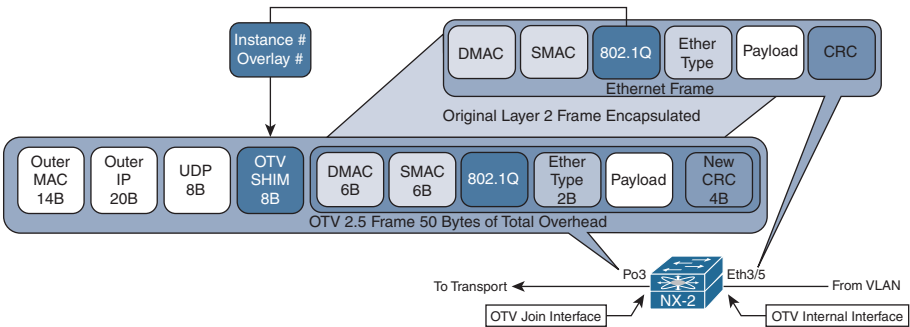 Instance #
Overlay #
DMAC
SMAC
802.1Q
Ether
Type
Payload
CRC
Ethernet Frame
Original Layer 2 Frame Encapsulated
Outer
MAC
14B
Outer
IP
20B
UDP
8B
OTV
SHIM
8B
DMAC
6B
SMAC
6B
802.1Q
Ether
Type
2B
Payload
New
CRC
4B
OTV 2.5 Frame 50 Bytes of Total Overhead
Po3
Eth3/5
To Transport
NX-2
From VLAN
OTV Join Interface
OTV Internal Interface